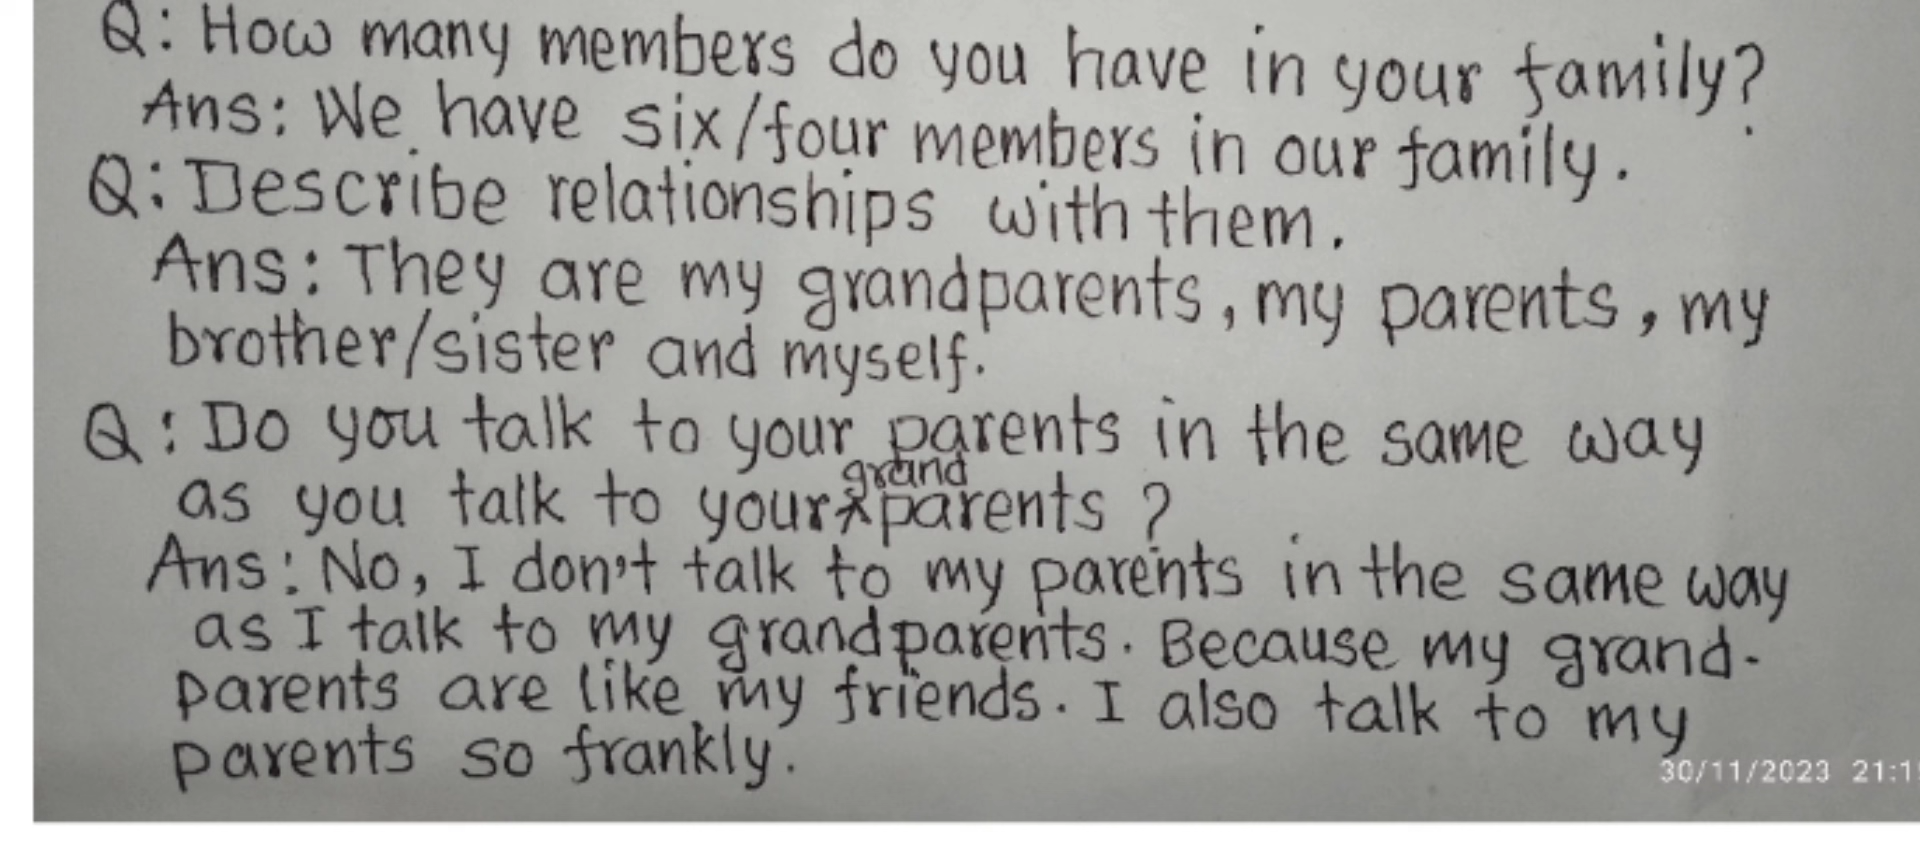 Q: How many members do you have in your family?
Ans: We have six/four members in our family.
Q: Describe relationships with them.
Ans: They are my grandparents, my parents, my
brother/sister and myself.
Q: Do you talk to your parents in the same way
grand
as you talk to your parents ?
Ans: No, I don't talk to my parents in the same way
as I talk to my grandparents. Because my grand-
parents are like my friends. I also talk to my
parents so frankly.
30/11/2023 21:1